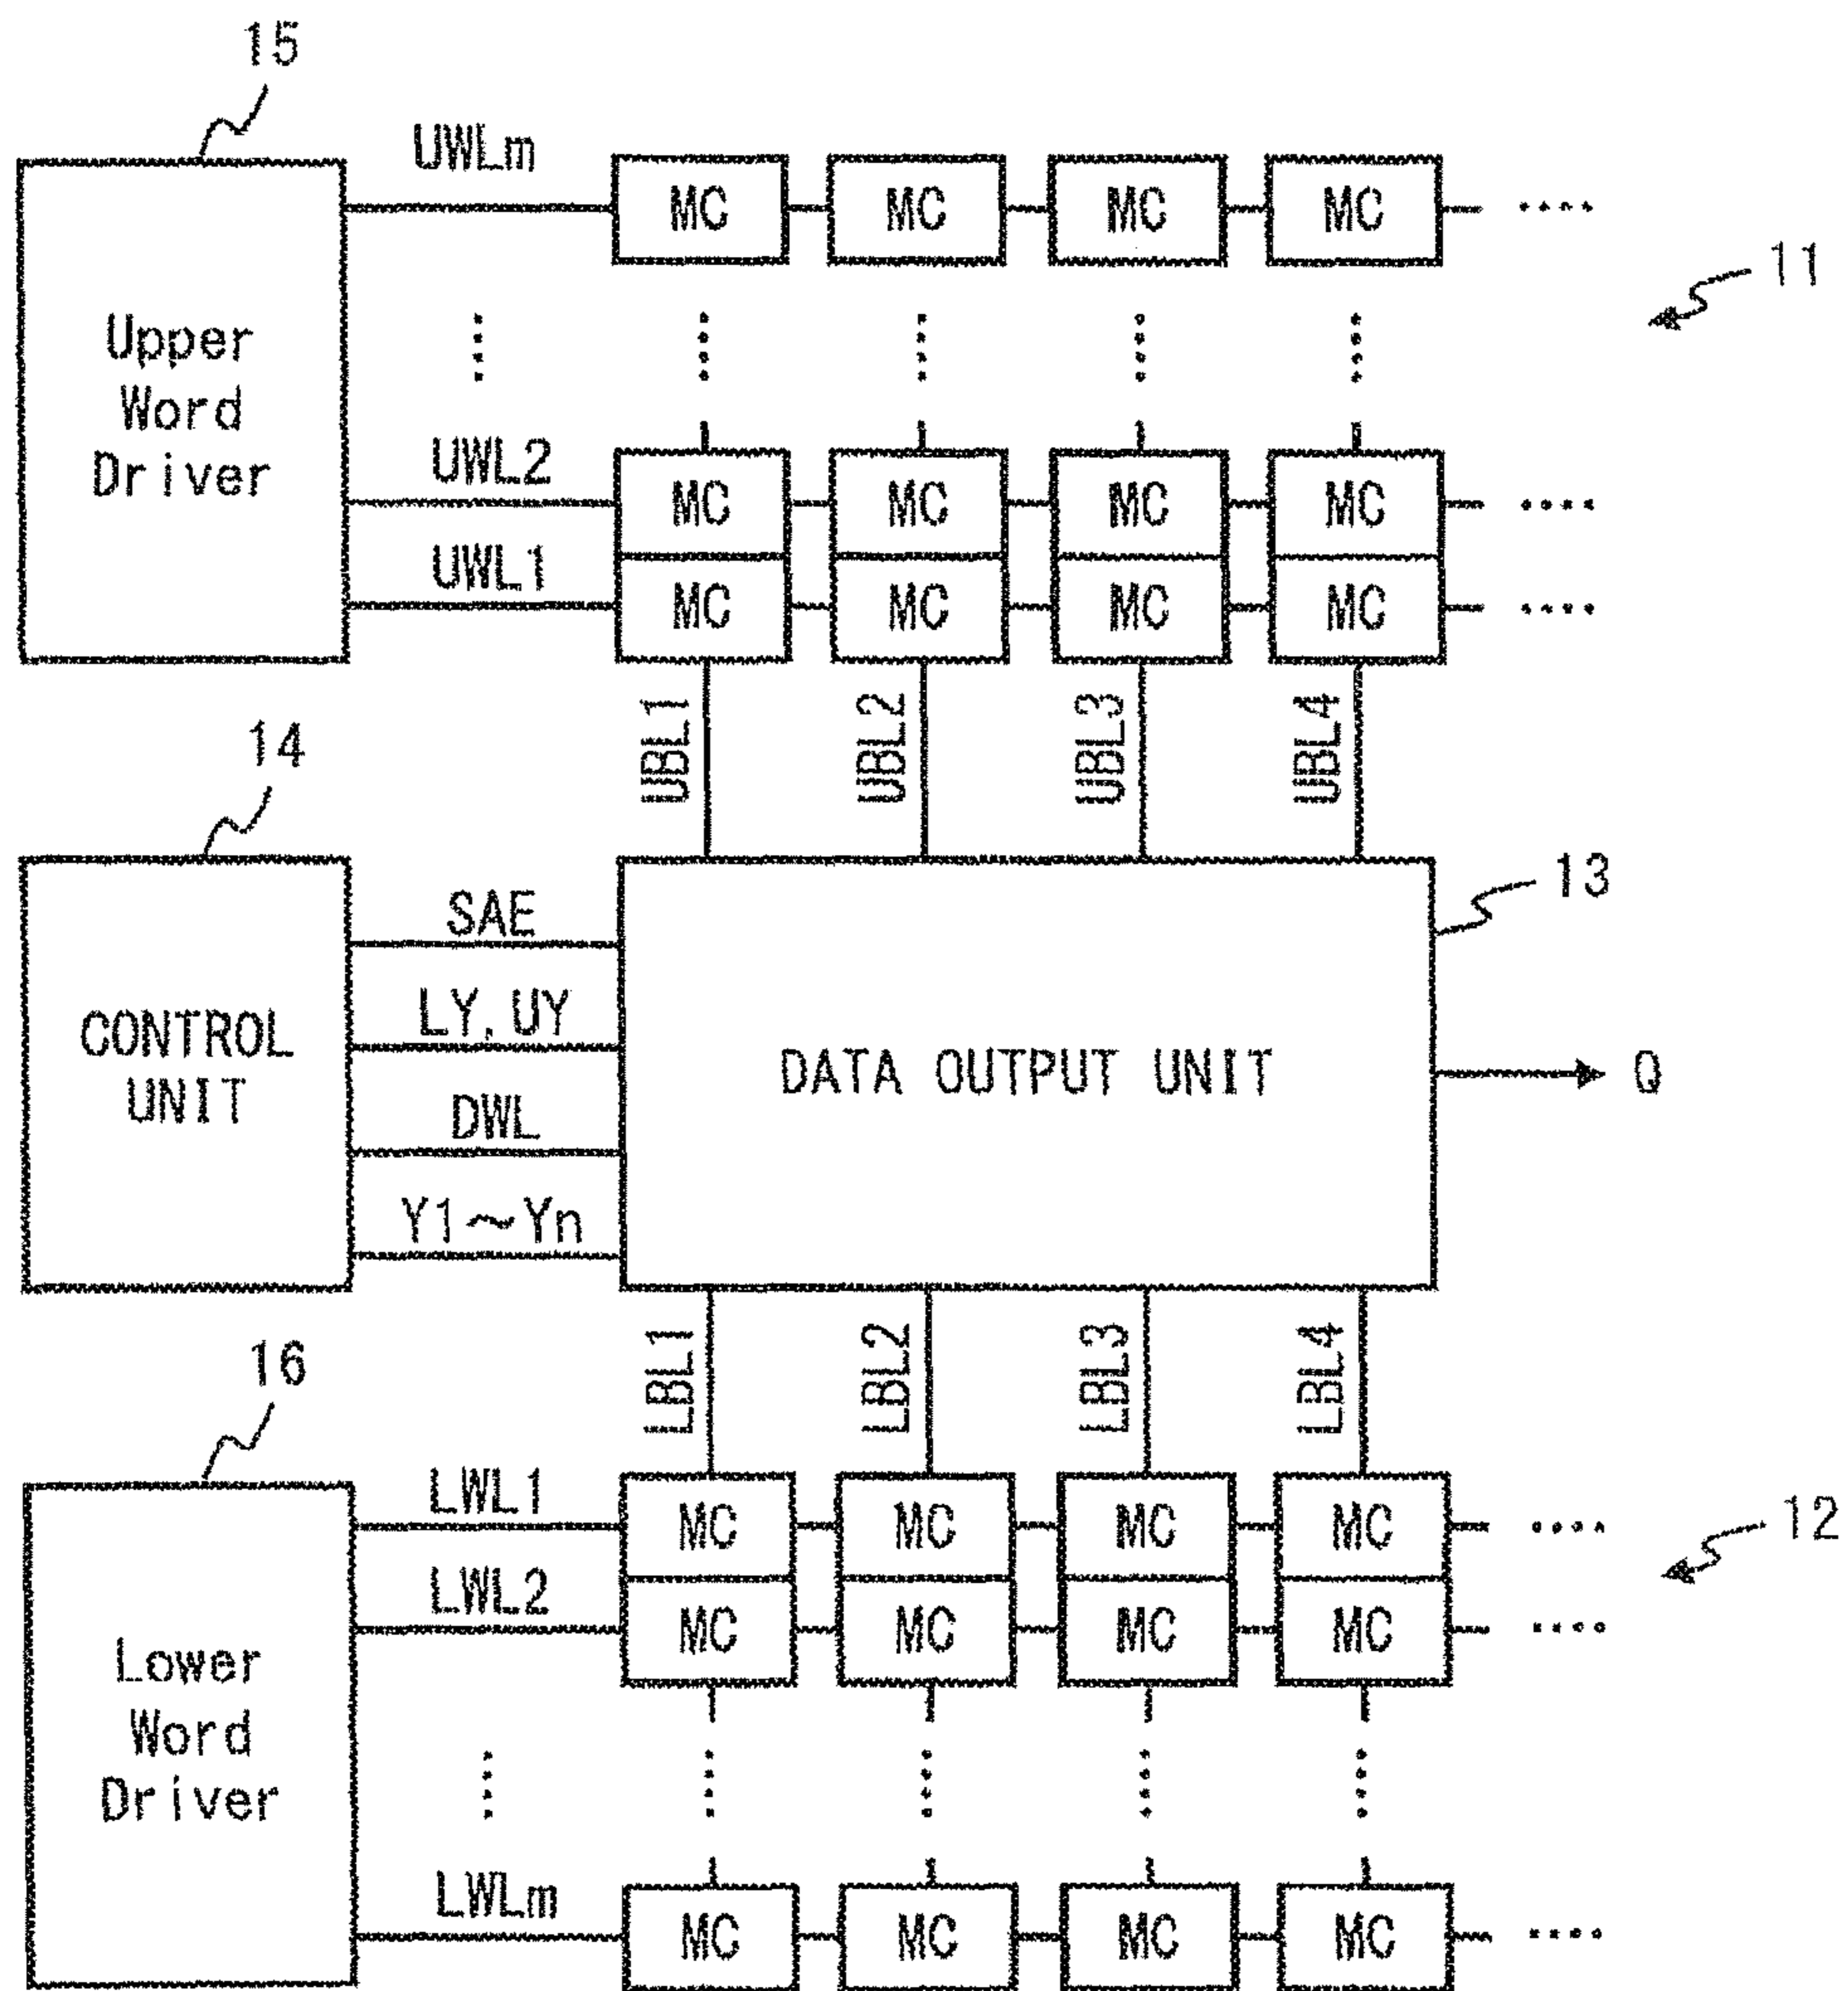 15
UWLm
MC MC MC MC ....
11
Upper
Word
Driver
UWL2
MC MC MC MC ....
UWL1
MC MC MC MC ....
UBL1 UBL2 UBL3 UBL4
14
13
SAE
LY, UY
CONTROL
UNIT
DATA OUTPUT UNIT
Q
DWL
Y1~Yn
LBL1 LBL2 LBL3 LBL4
16
LWL1
MC MC MC MC ....
12
LWL2
MC MC MC MC ....
Lower
Word
Driver
LWLm
MC MC MC MC ....